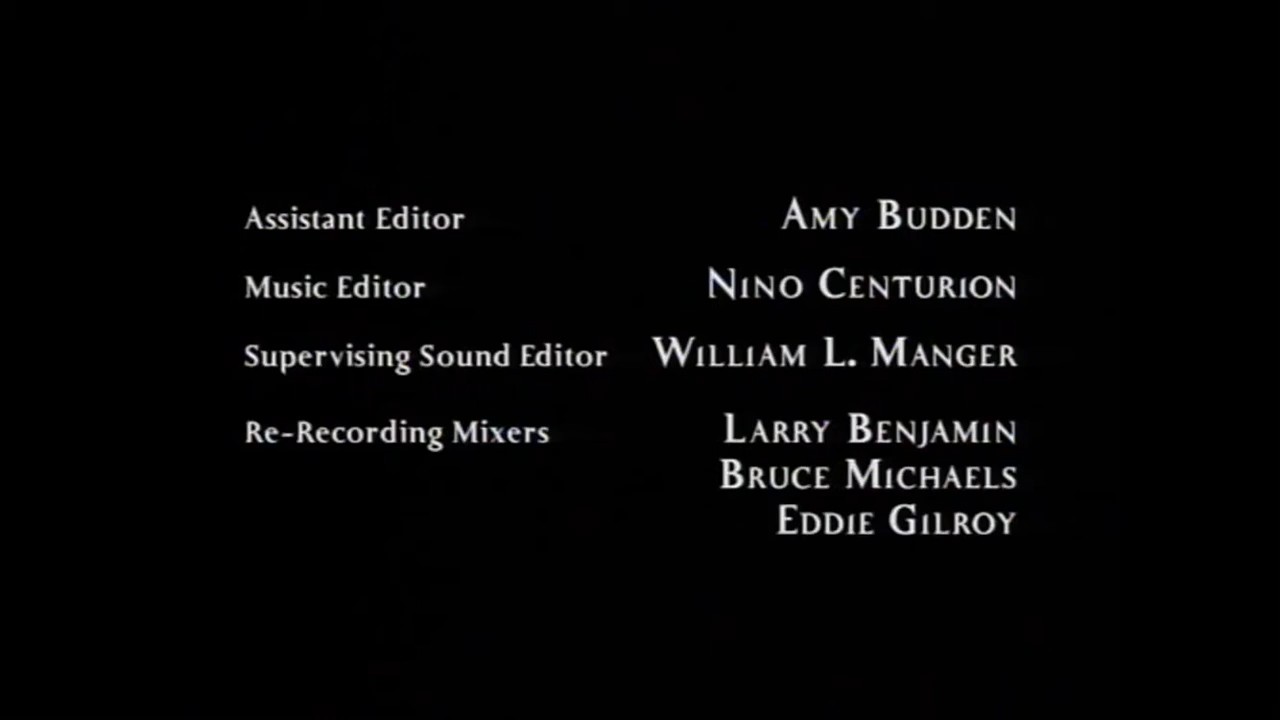 Assistant Editor AMY BUDDEN
Music Editor NINO CENTURION
Supervising Sound Editor WILLIAM L. MANGER
Re-Recording Mixers LARRY BENJAMIN
BRUCE MICHAELS
EDDIE GILROY